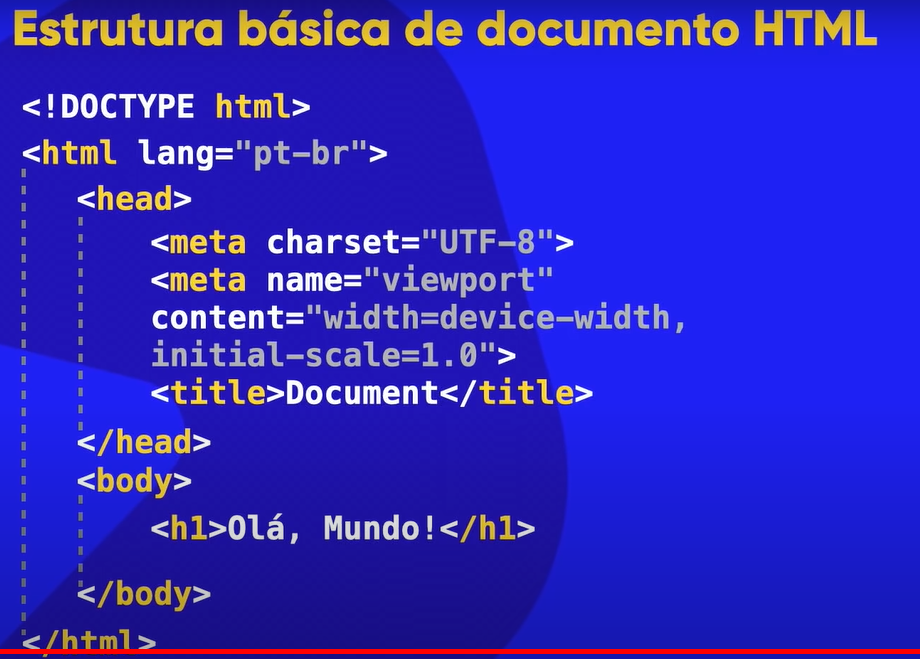 Estrutura básica de documento HTML
<!DOCTYPE html>
<html lang="pt-br">
<head>
<meta charset="UTF-8">
<meta name="viewport"
content="width=device-width,
initial-scale=1.0">
<title>Document</title>
</head>
<body>
<h1>Olá, Mundo!</h1>
</body>
</html>